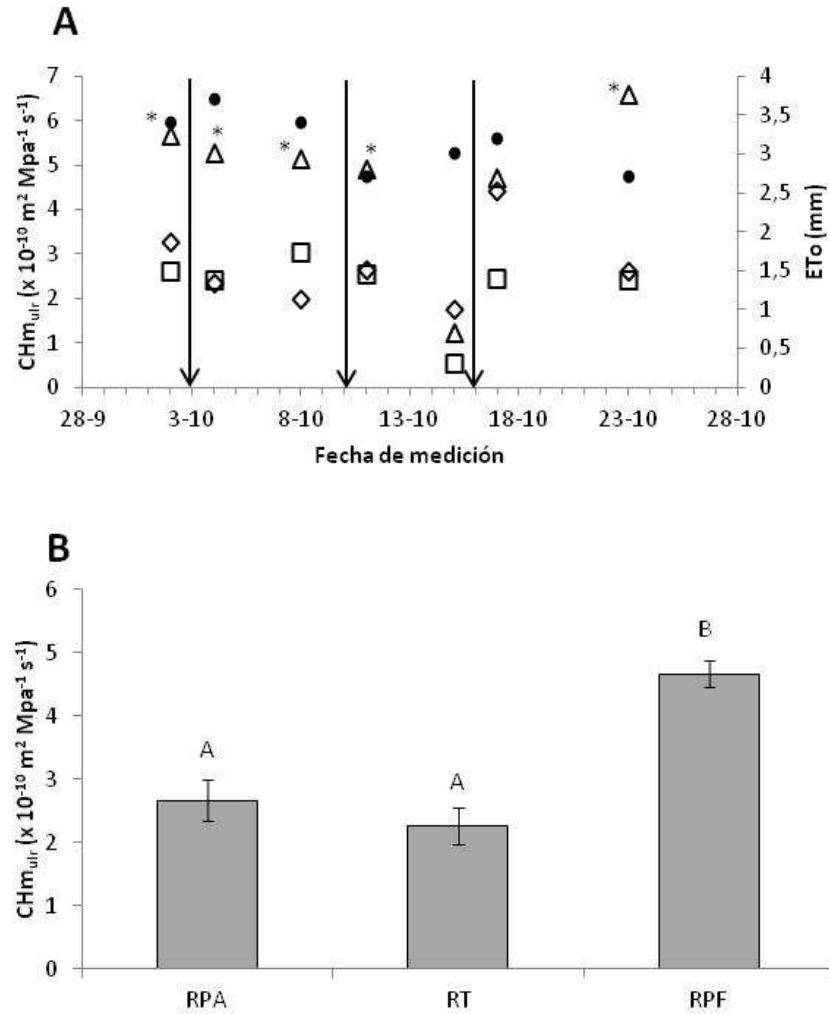 A
CHm_ulr (x 10⁻¹⁰ m² Mpa⁻¹ s⁻¹)
7
6
5
4
3
2
1
0
* * * * *
4
3,5
3
2,5
2
1,5
1
0,5
0
ETo (mm)
28-9 3-10 8-10 13-10 18-10 23-10 28-10
Fecha de medición
B
CHm_ulr (x 10⁻¹⁰ m² Mpa⁻¹ s⁻¹)
6
5
4
3
2
1
0
A A B
RPA RT RPF